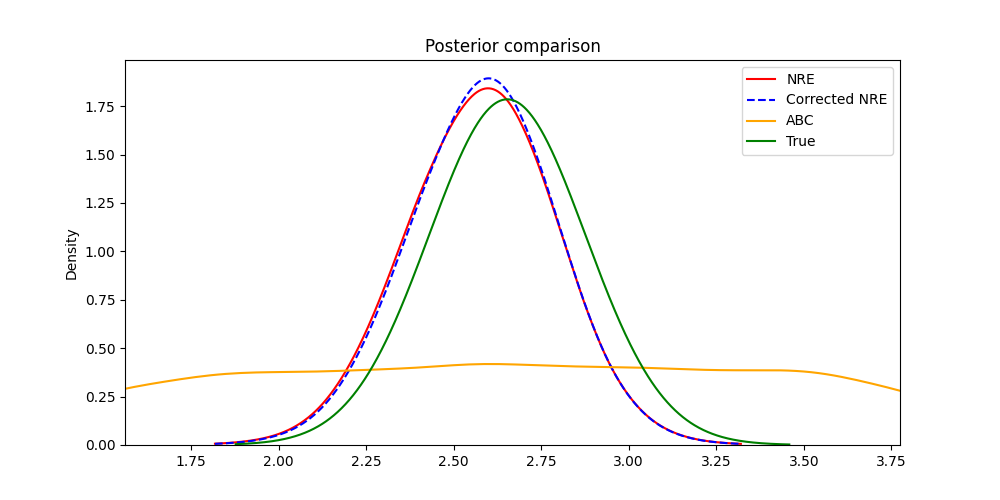 Posterior comparison
NRE
Corrected NRE
ABC
True
Density
1.75
1.50
1.25
1.00
0.75
0.50
0.25
0.00
1.75 2.00 2.25 2.50 2.75 3.00 3.25 3.50 3.75